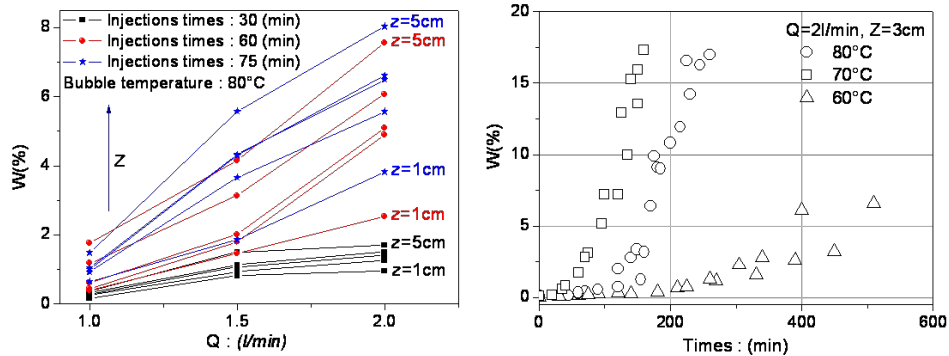 Injections times : 30 (min)
Injections times : 60 (min)
Injections times : 75 (min)
Bubble temperature : 80°C
Z
z=5cm
z=5cm
z=1cm
z=1cm
z=5cm
z=1cm
8
6
4
2
0
W(%)
1.0
1.5
2.0
Q : (l/min)
Q=2l/min, Z=3cm
80°C
70°C
60°C
20
15
10
5
0
W(%)
0
200
400
600
Times : (min)